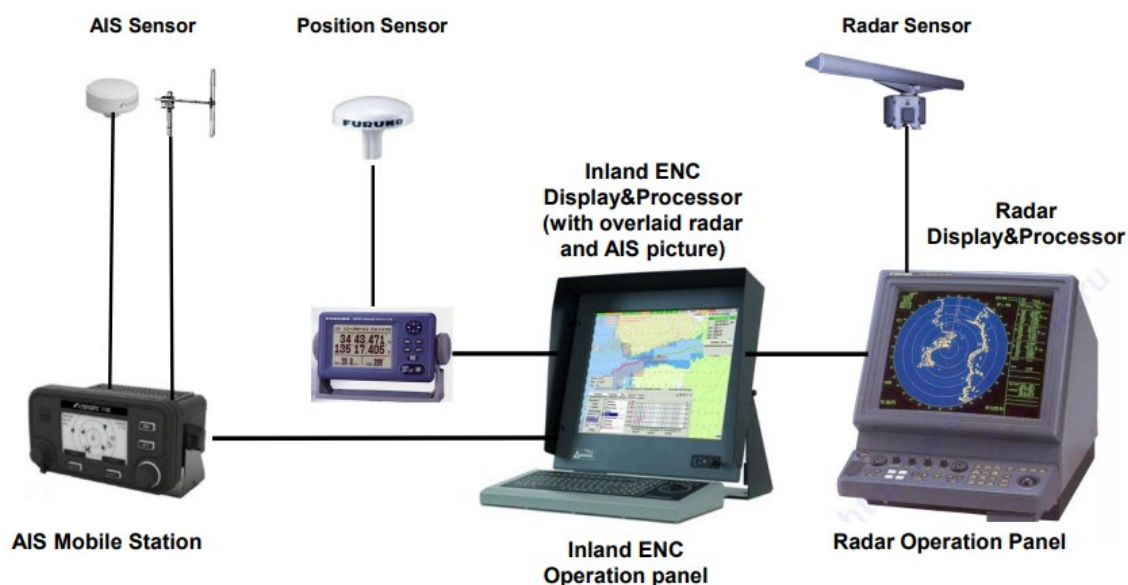 AIS Sensor
Position Sensor
Radar Sensor
FURUNO
Inland ENC
Display&Processor
(with overlaid radar
and AIS picture)
Radar
Display&Processor
34 43.471
135 17.405
AIS Mobile Station
Inland ENC
Operation panel
Radar Operation Panel